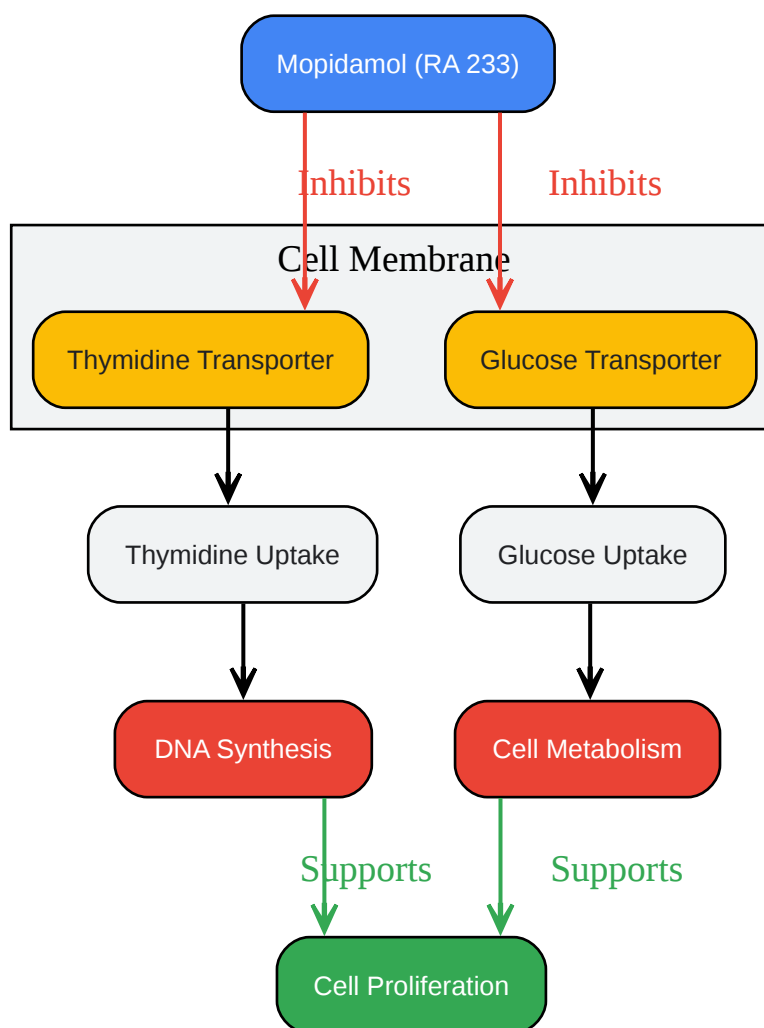 Mopidamol (RA 233)
Inhibits
Inhibits
Cell Membrane
Thymidine Transporter
Glucose Transporter
Thymidine Uptake
Glucose Uptake
DNA Synthesis
Cell Metabolism
Supports
Supports
Cell Proliferation